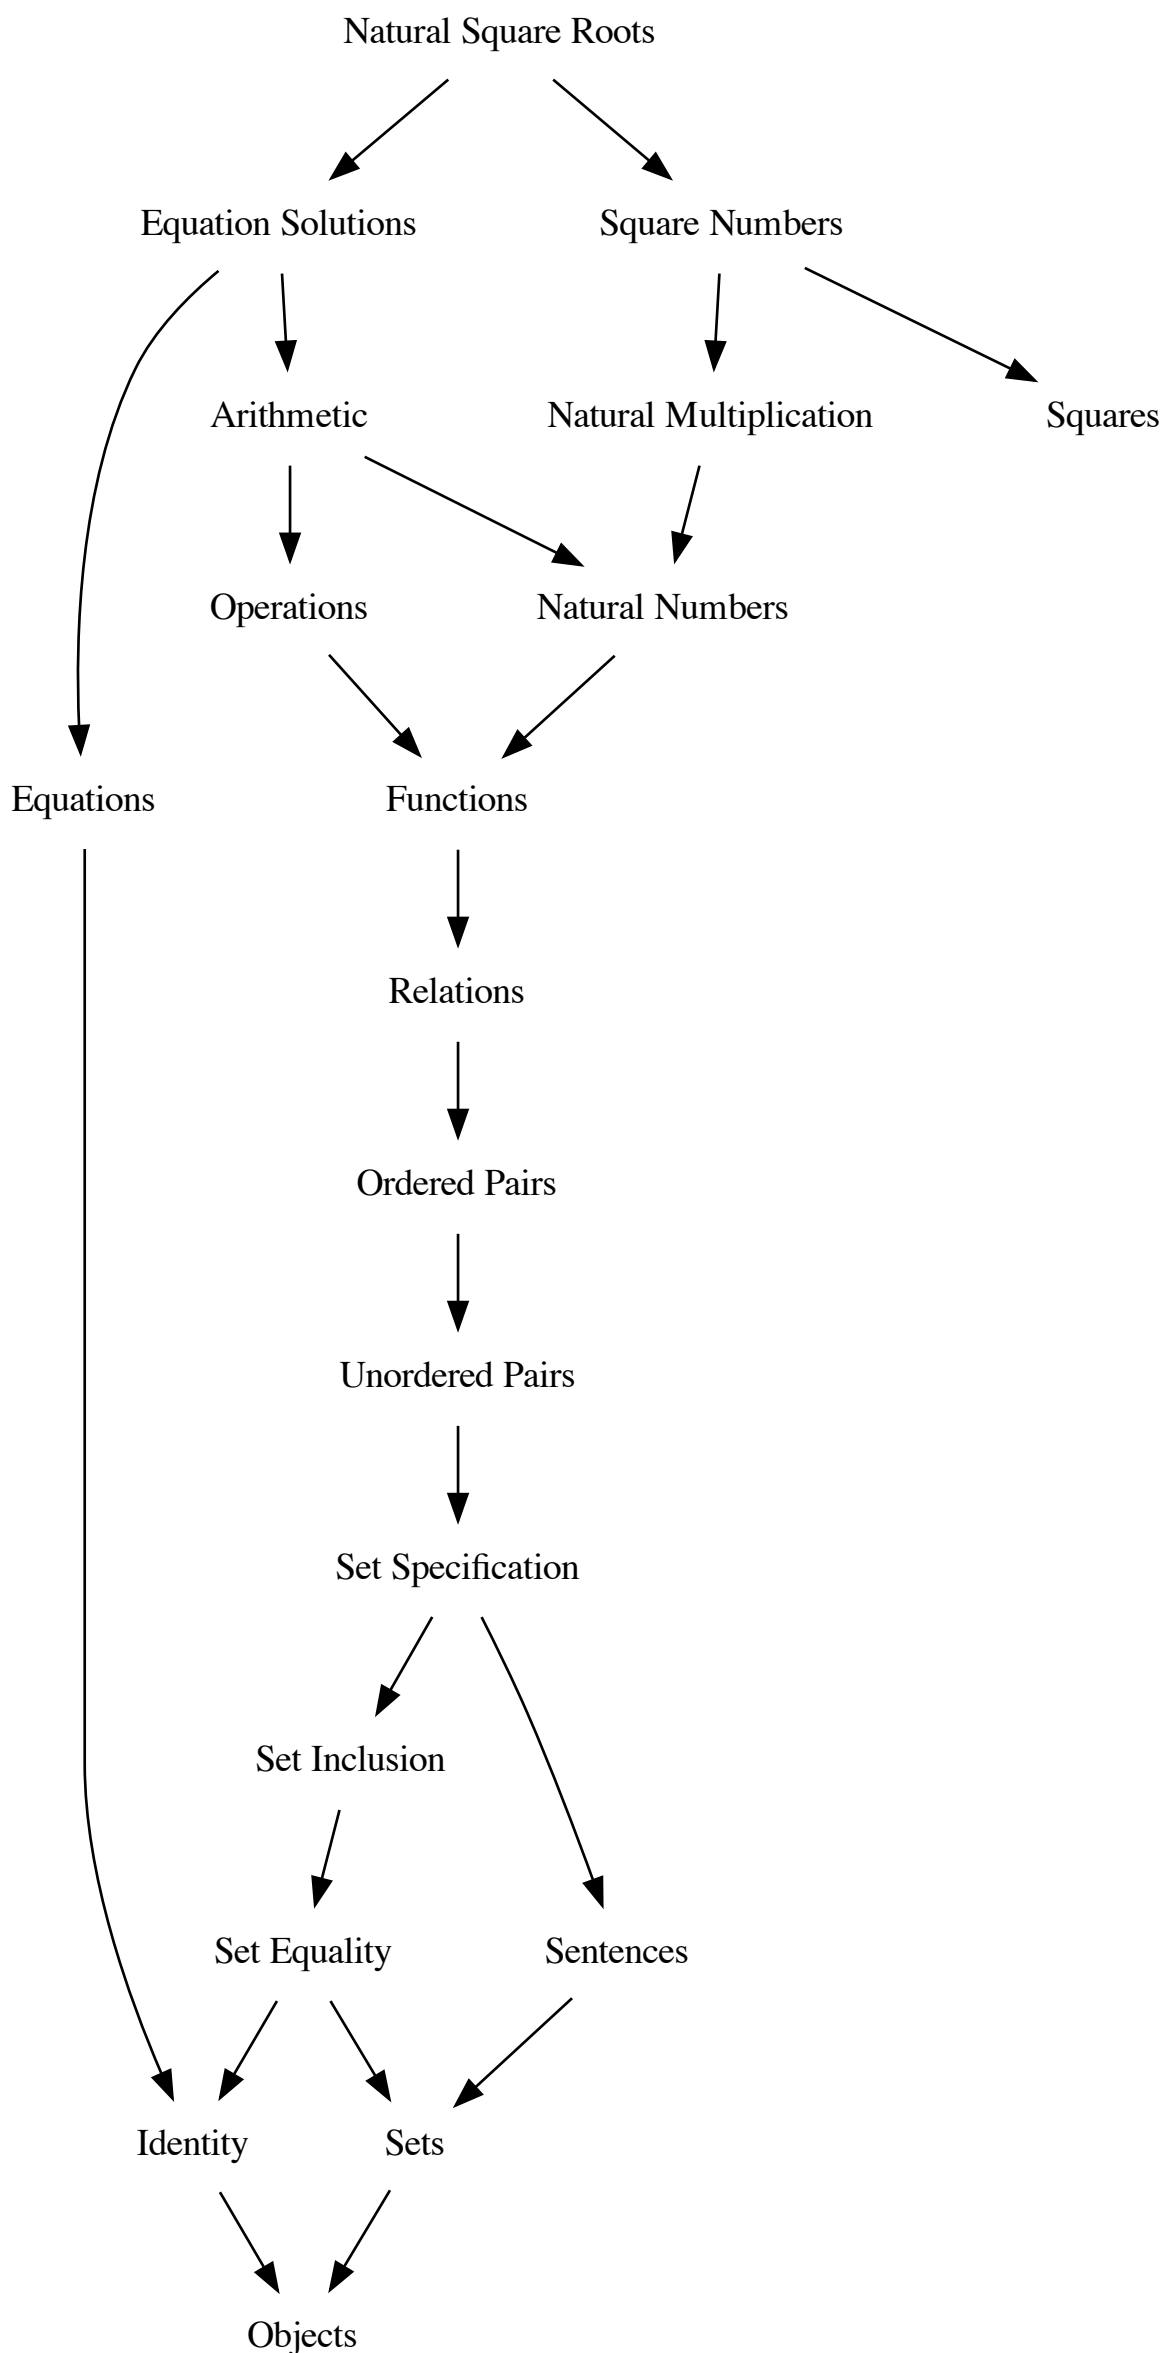 Natural Square Roots
Equation Solutions
Square Numbers
Arithmetic
Natural Multiplication
Squares
Operations
Natural Numbers
Equations
Functions
Relations
Ordered Pairs
Unordered Pairs
Set Specification
Set Inclusion
Set Equality
Sentences
Identity
Sets
Objects